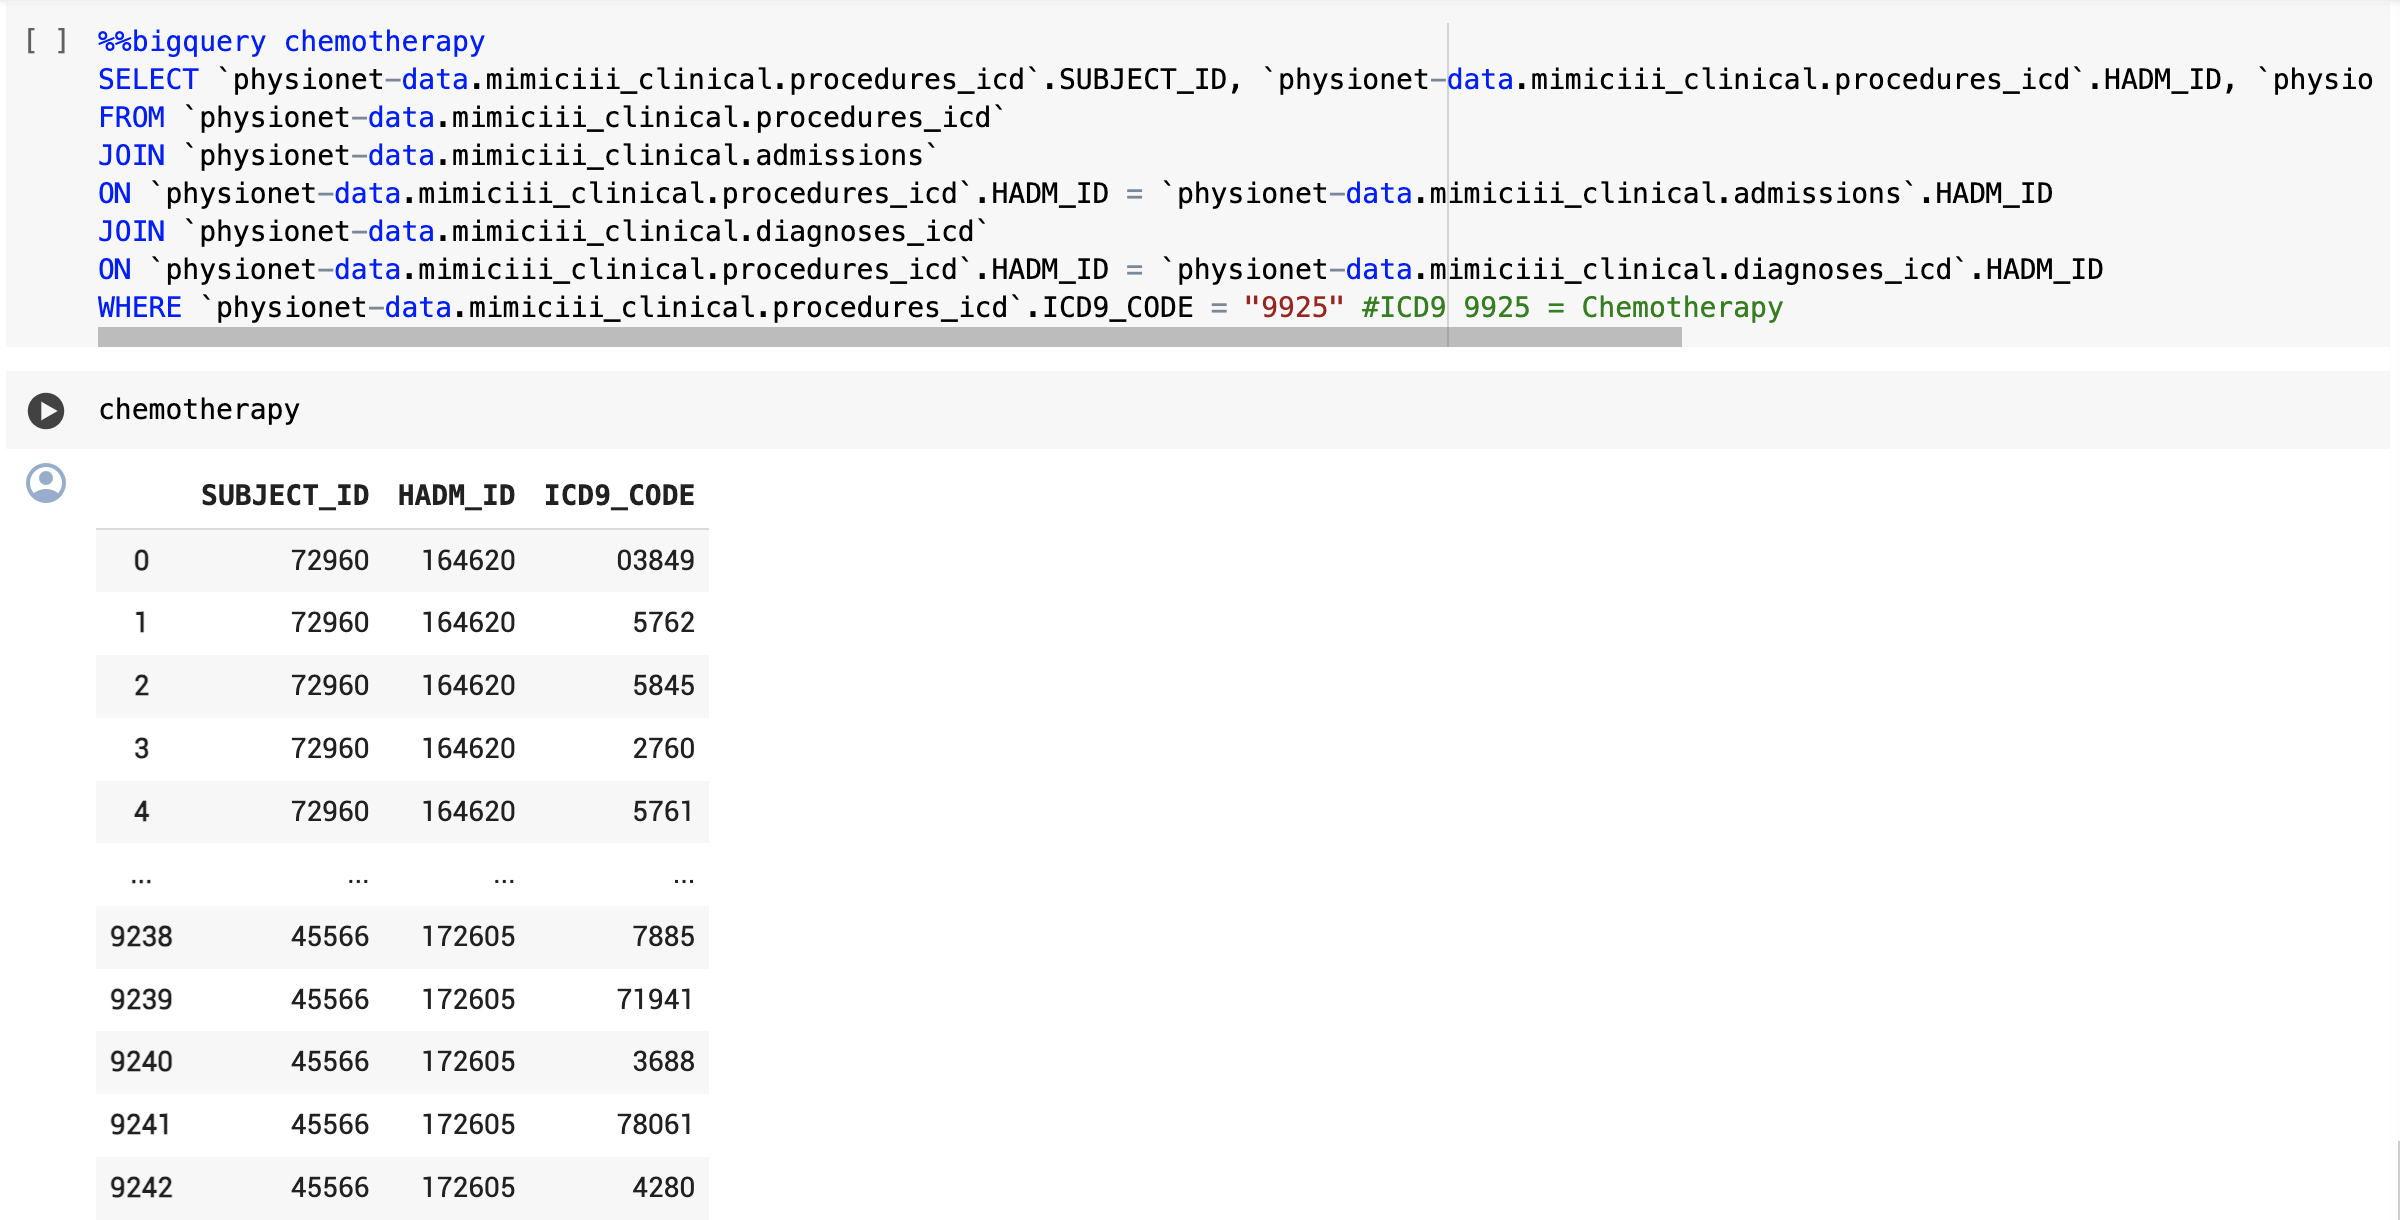 [ ] %%bigquery chemotherapy
SELECT `physionet-data.mimiciii_clinical.procedures_icd`.SUBJECT_ID, `physionet-data.mimiciii_clinical.procedures_icd`.HADM_ID, `physio
FROM `physionet-data.mimiciii_clinical.procedures_icd`
JOIN `physionet-data.mimiciii_clinical.admissions`
ON `physionet-data.mimiciii_clinical.procedures_icd`.HADM_ID = `physionet-data.mimiciii_clinical.admissions`.HADM_ID
JOIN `physionet-data.mimiciii_clinical.diagnoses_icd`
ON `physionet-data.mimiciii_clinical.procedures_icd`.HADM_ID = `physionet-data.mimiciii_clinical.diagnoses_icd`.HADM_ID
WHERE `physionet-data.mimiciii_clinical.procedures_icd`.ICD9_CODE = "9925" #ICD9 9925 = Chemotherapy
chemotherapy
SUBJECT_ID HADM_ID ICD9_CODE
0 72960 164620 03849
1 72960 164620 5762
2 72960 164620 5845
3 72960 164620 2760
4 72960 164620 5761
... ... ... ...
9238 45566 172605 7885
9239 45566 172605 71941
9240 45566 172605 3688
9241 45566 172605 78061
9242 45566 172605 4280